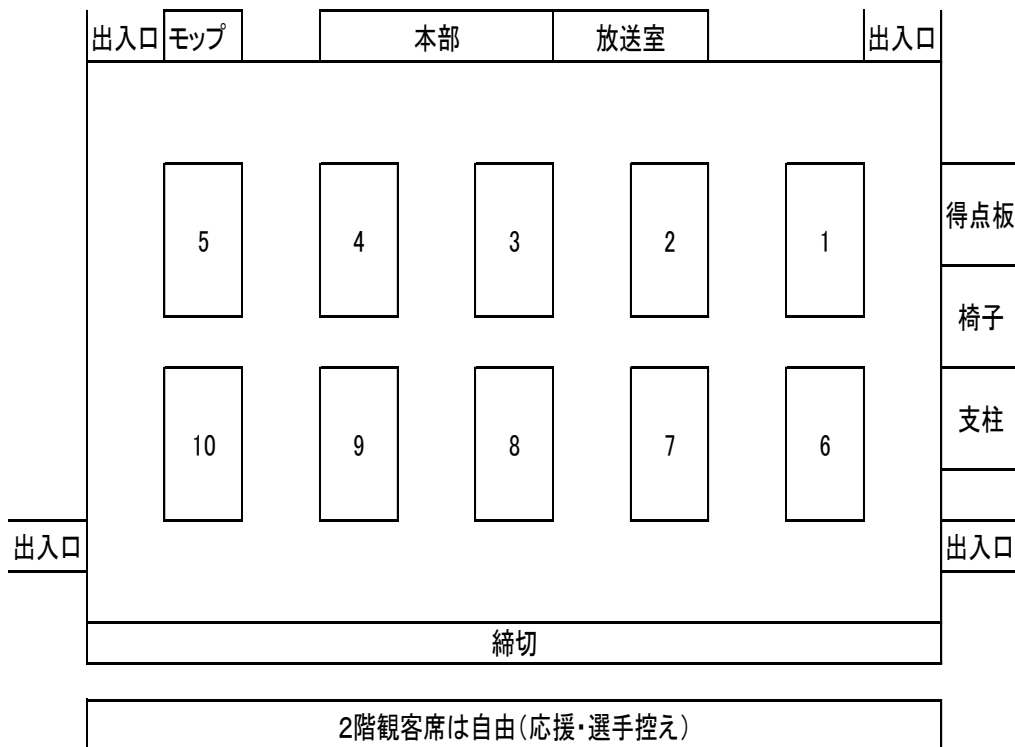 出入口
モップ
本部
放送室
出入口
5
4
3
2
1
得点板
椅子
支柱
10
9
8
7
6
出入口
出入口
締切
2階観客席は自由(応援・選手控え)